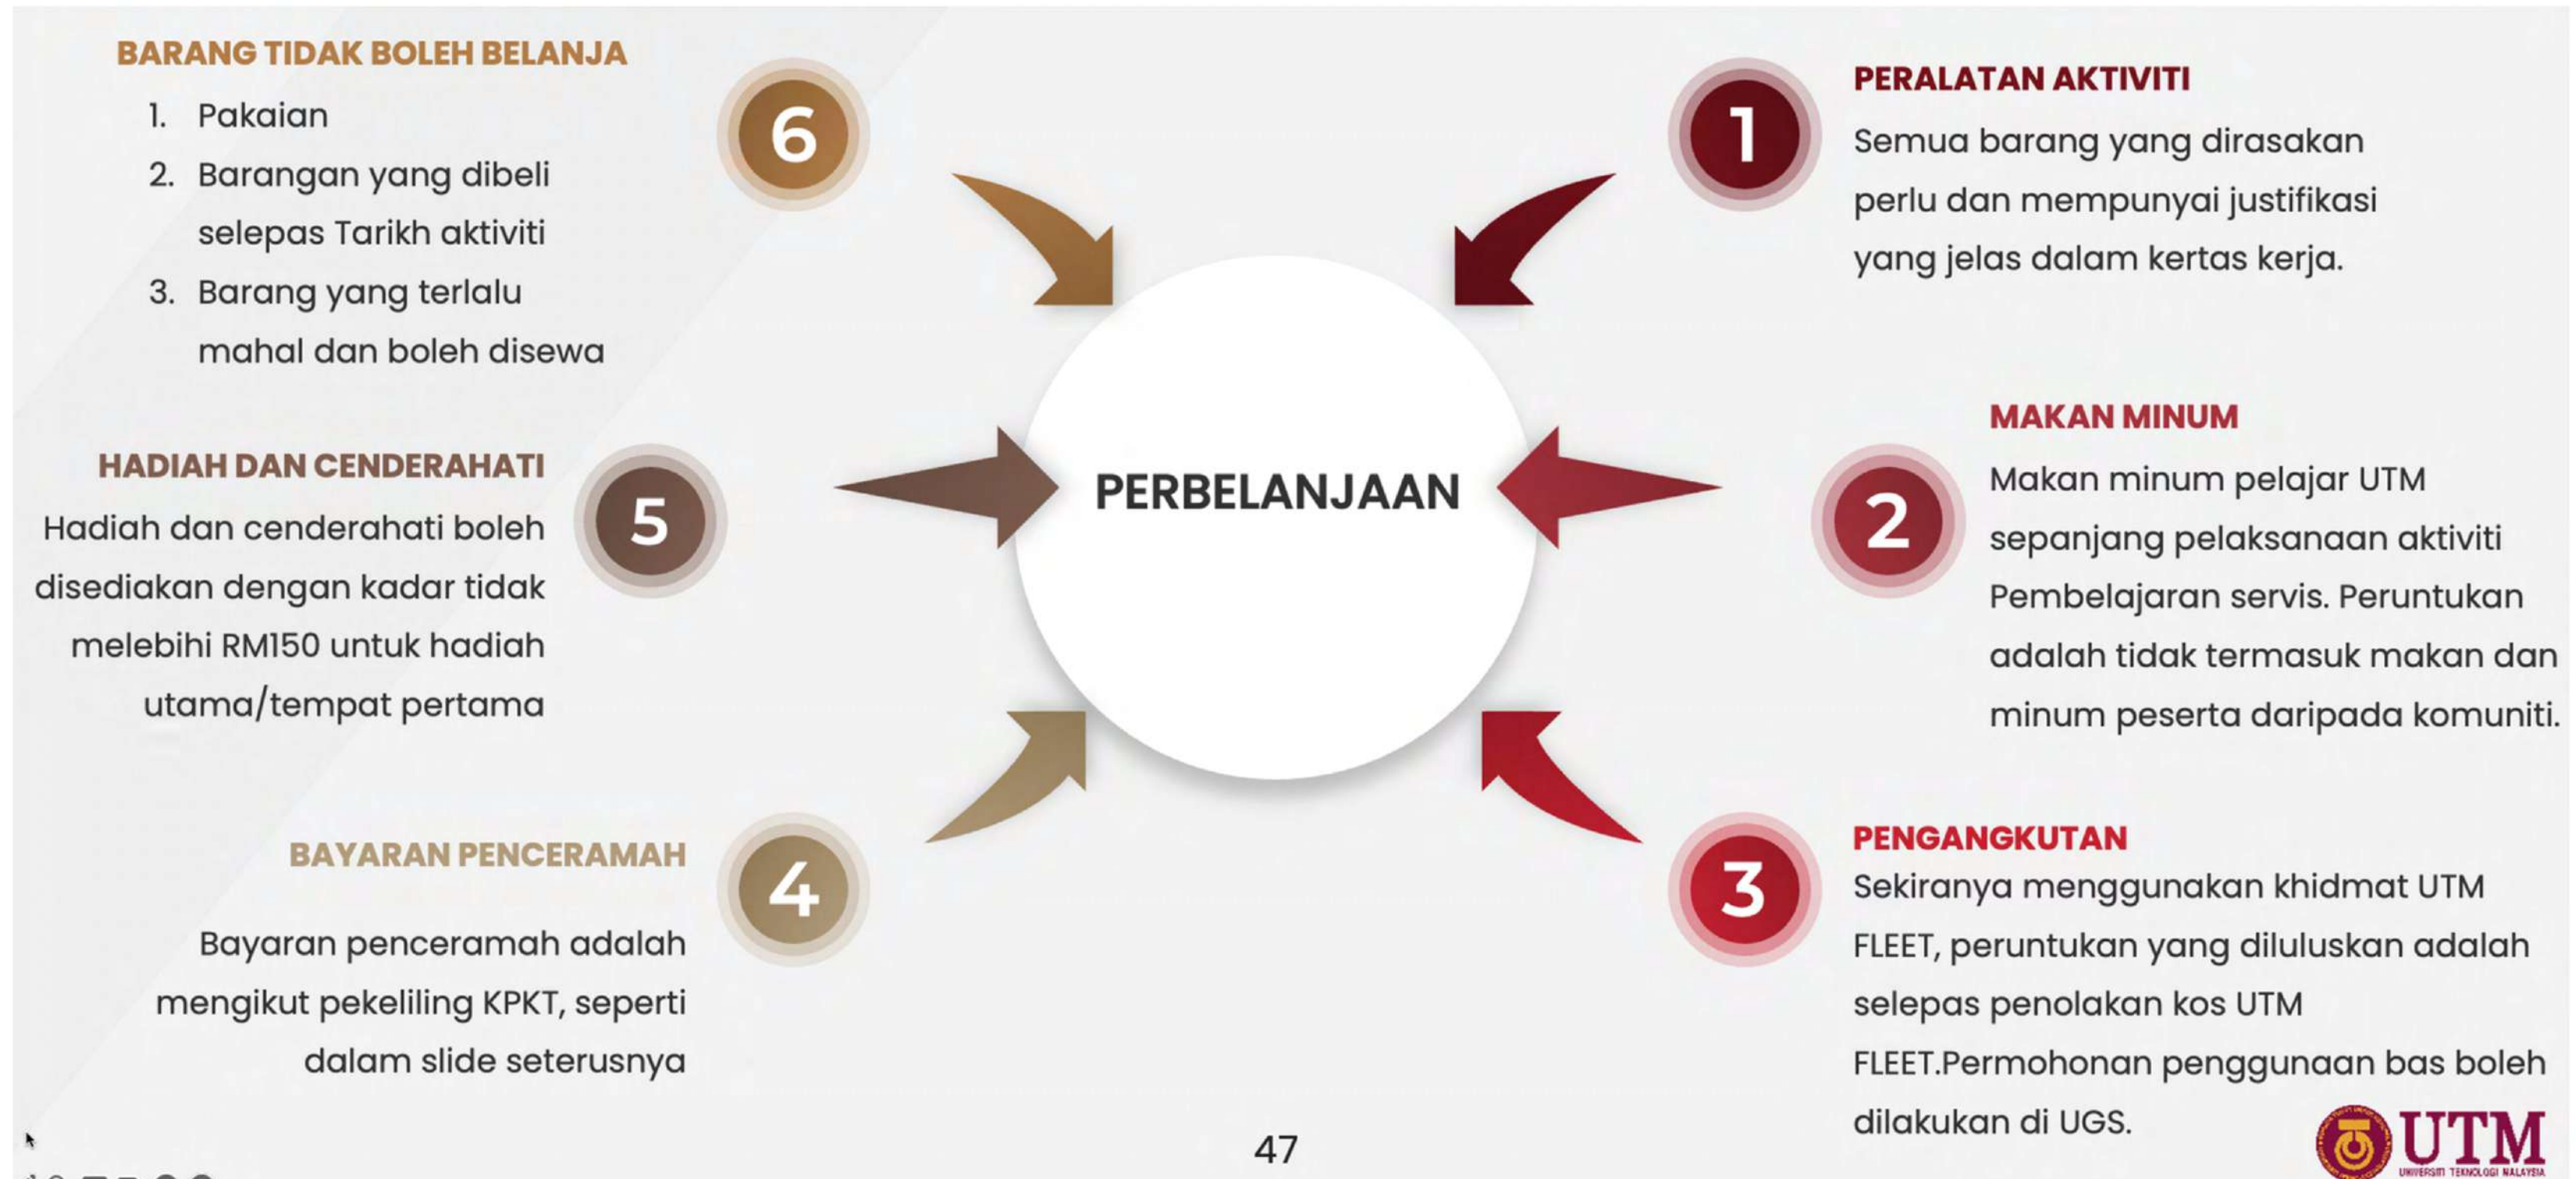 BARANG TIDAK BOLEH BELANJA
1. Pakaian
2. Barangan yang dibeli
selepas Tarikh aktiviti
3. Barang yang terlalu
mahal dan boleh disewa
6
1
PERALATAN AKTIVITI
Semua barang yang dirasakan
perlu dan mempunyai justifikasi
yang jelas dalam kertas kerja.
HADIAH DAN CENDERAHATI
Hadiah dan cenderahati boleh
disediakan dengan kadar tidak
melebihi RM150 untuk hadiah
utama/tempat pertama
5
PERBELANJAAN
2
MAKAN MINUM
Makan minum pelajar UTM
sepanjang pelaksanaan aktiviti
Pembelajaran servis. Peruntukan
adalah tidak termasuk makan dan
minum peserta daripada komuniti.
BAYARAN PENCERAMAH
Bayaran penceramah adalah
mengikut pekeliling KPKT, seperti
dalam slide seterusnya
4
3
PENGANGKUTAN
Sekiranya menggunakan khidmat UTM
FLEET, peruntukan yang diluluskan adalah
selepas penolakan kos UTM
FLEET.Permohonan penggunaan bas boleh
dilakukan di UGS.
47
UTM
UNIVERSITI TEKNOLOGI MALAYSIA